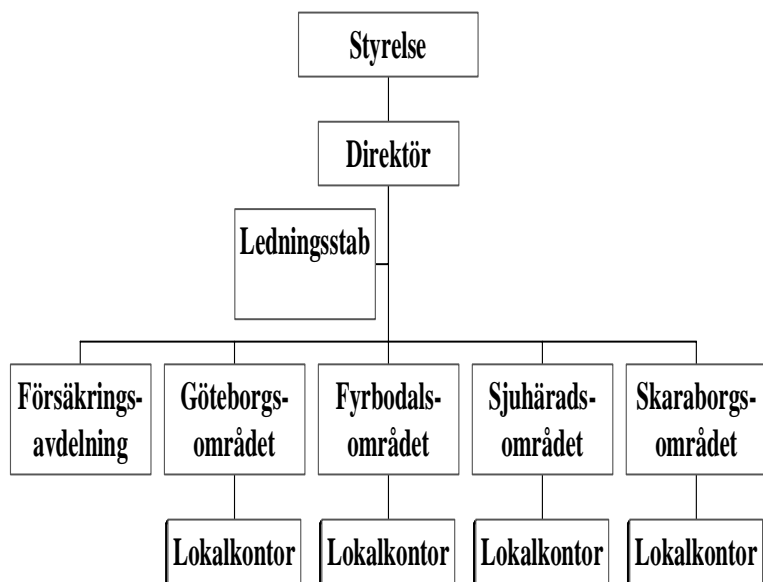 Styrelse
Direktör
Ledningsstab
Försäkrings-
avdelning
Göteborgs-
området
Fyrbodals-
området
Sjuhärads-
området
Skaraborgs-
området
Lokalkontor
Lokalkontor
Lokalkontor
Lokalkontor